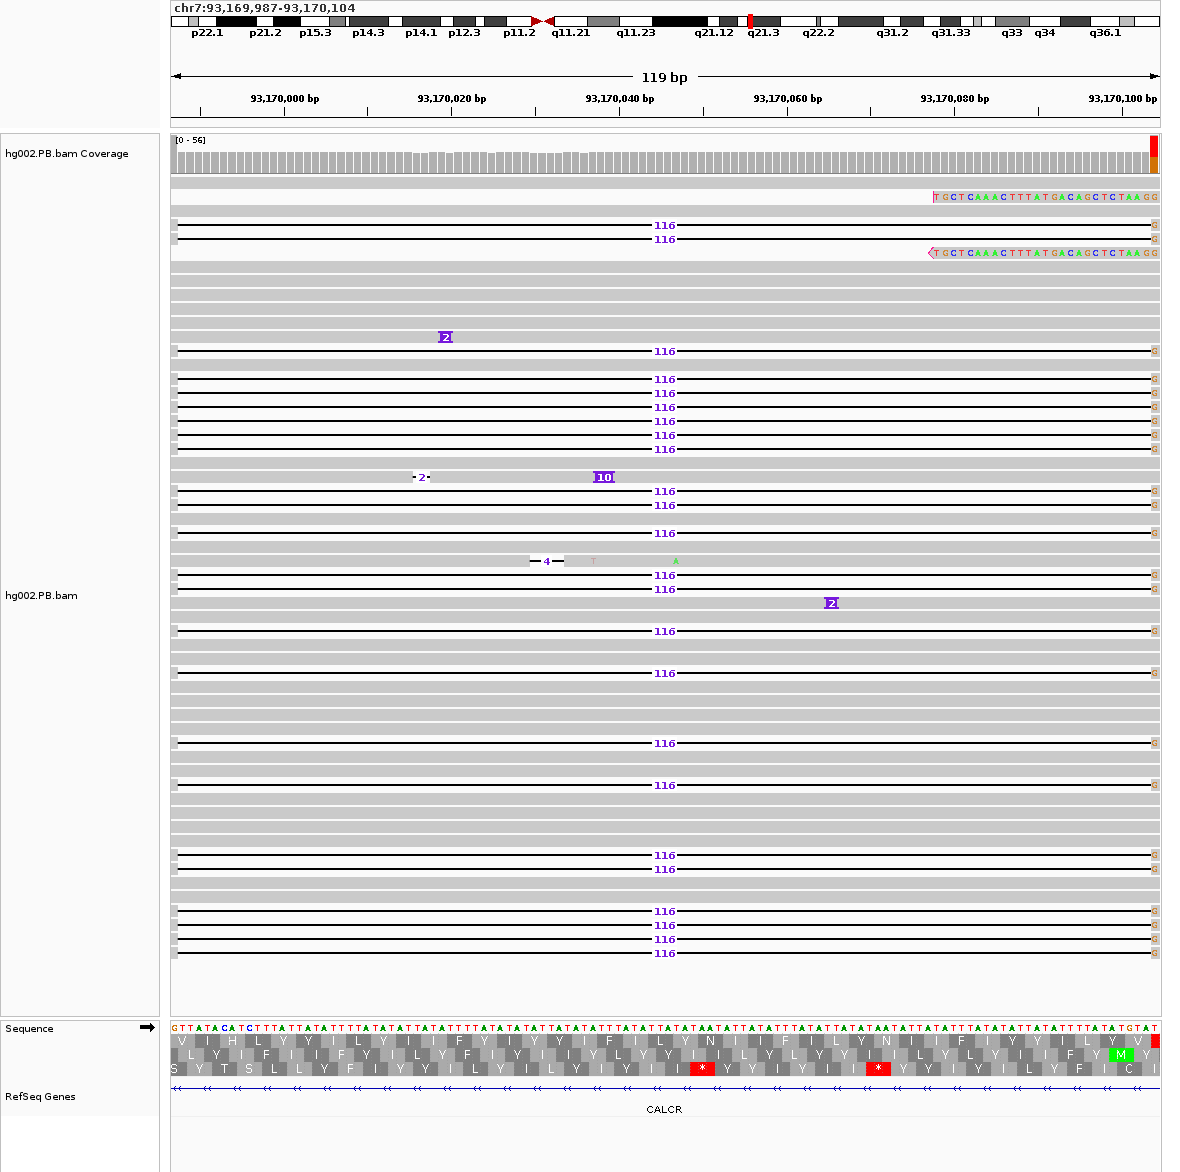 chr7:93,169,987-93,170,104
p22.1 p21.2 p15.3 p14.3 p14.1 p12.3 p11.2 q11.21 q11.23 q21.12 q21.3 q22.2 q31.2 q31.33 q33 q34 q36.1
119 bp
93,170,000 bp 93,170,020 bp 93,170,040 bp 93,170,060 bp 93,170,080 bp 93,170,100 bp
[0 - 56]
hg002.PB.bam Coverage
TGCTCAAACTTTATGACAGCTCTAAGG
116 G
116 G
TGCTCAAACTTTATGACAGCTCTAAGG
2
116 G
116 G
116 G
116 G
116 G
116 G
116 G
2 10
116 G
116 G
116 G
4 T A
116 G
116 G
hg002.PB.bam
2
116 G
116 G
116 G
116 G
116 G
116 G
116 G
116 G
116 G
116 G
Sequence
GTTATACATCTTTATTATATTTTATATATTATATTTTATATATATTATATATTTATATTATATAATATTATATTTATATTATATAATATTATATTTATATATTATATTTTATATGTAT
V I H L Y Y I L Y I I F Y I Y Y I F I L Y N I I F I L Y N I I F I Y Y I L Y V
L Y I F I I F Y I L Y F I Y I I Y L Y Y I I L Y L Y Y I I L Y L Y I I F Y M Y
S Y T S L L Y F I Y Y I L Y I L Y I Y I I * Y Y I Y I I * Y Y I Y I L Y F I C I
RefSeq Genes
CALCR